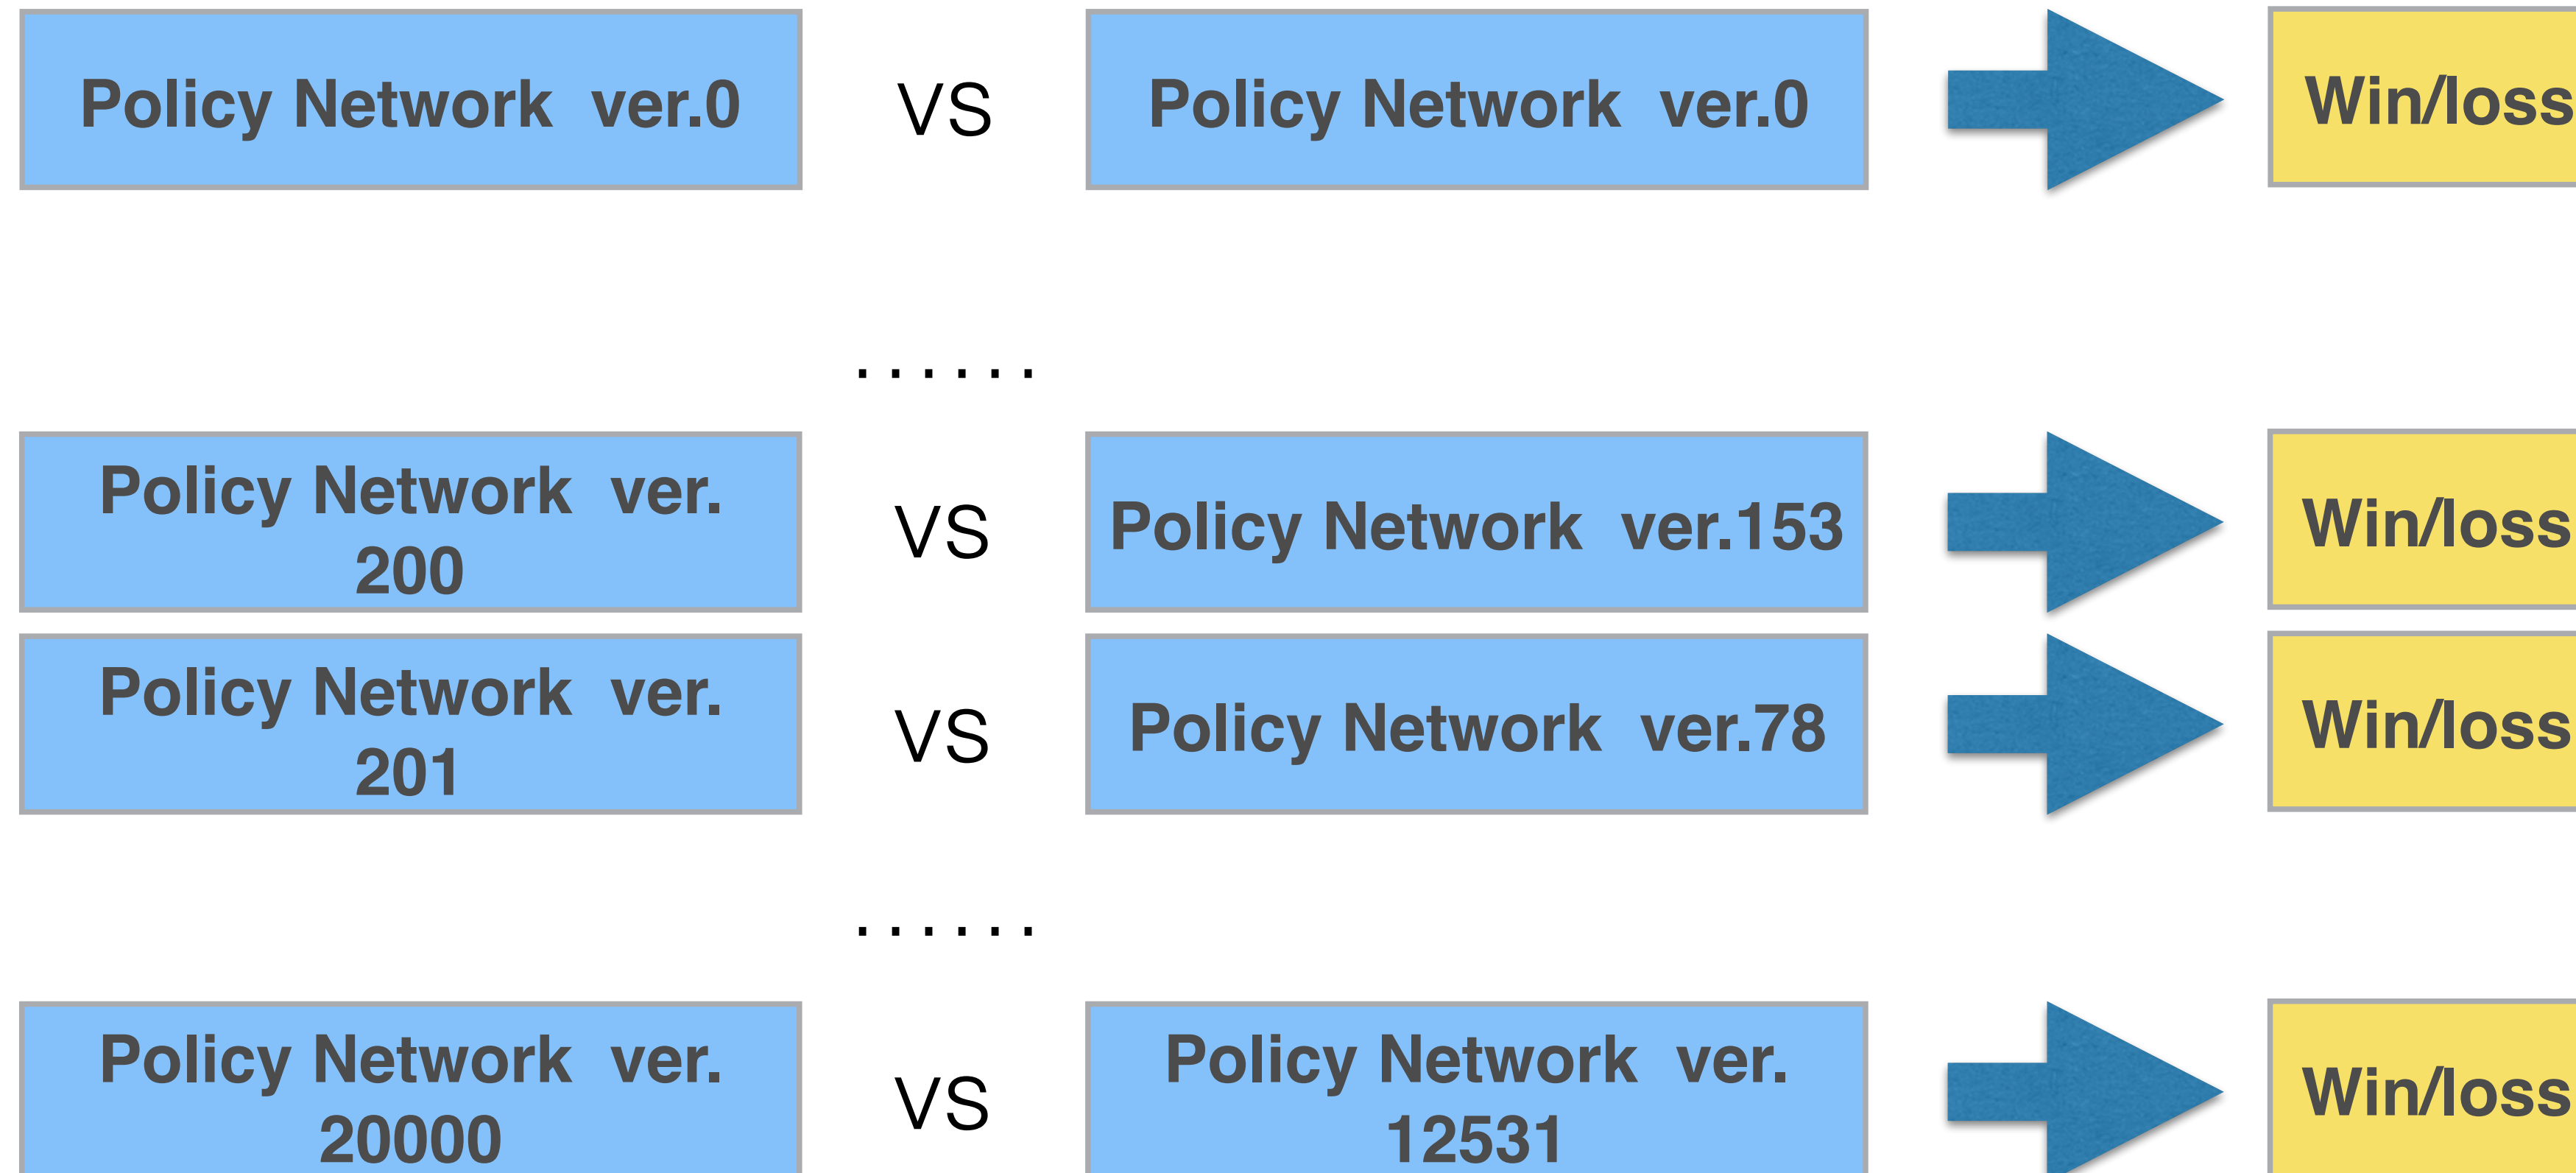 Policy Network ver.0 VS Policy Network ver.0 Win/loss
......
Policy Network ver.
200
VS
Policy Network ver.153
Win/loss
Policy Network ver.
201
VS
Policy Network ver.78
Win/loss
......
Policy Network ver.
20000
VS
Policy Network ver.
12531
Win/loss